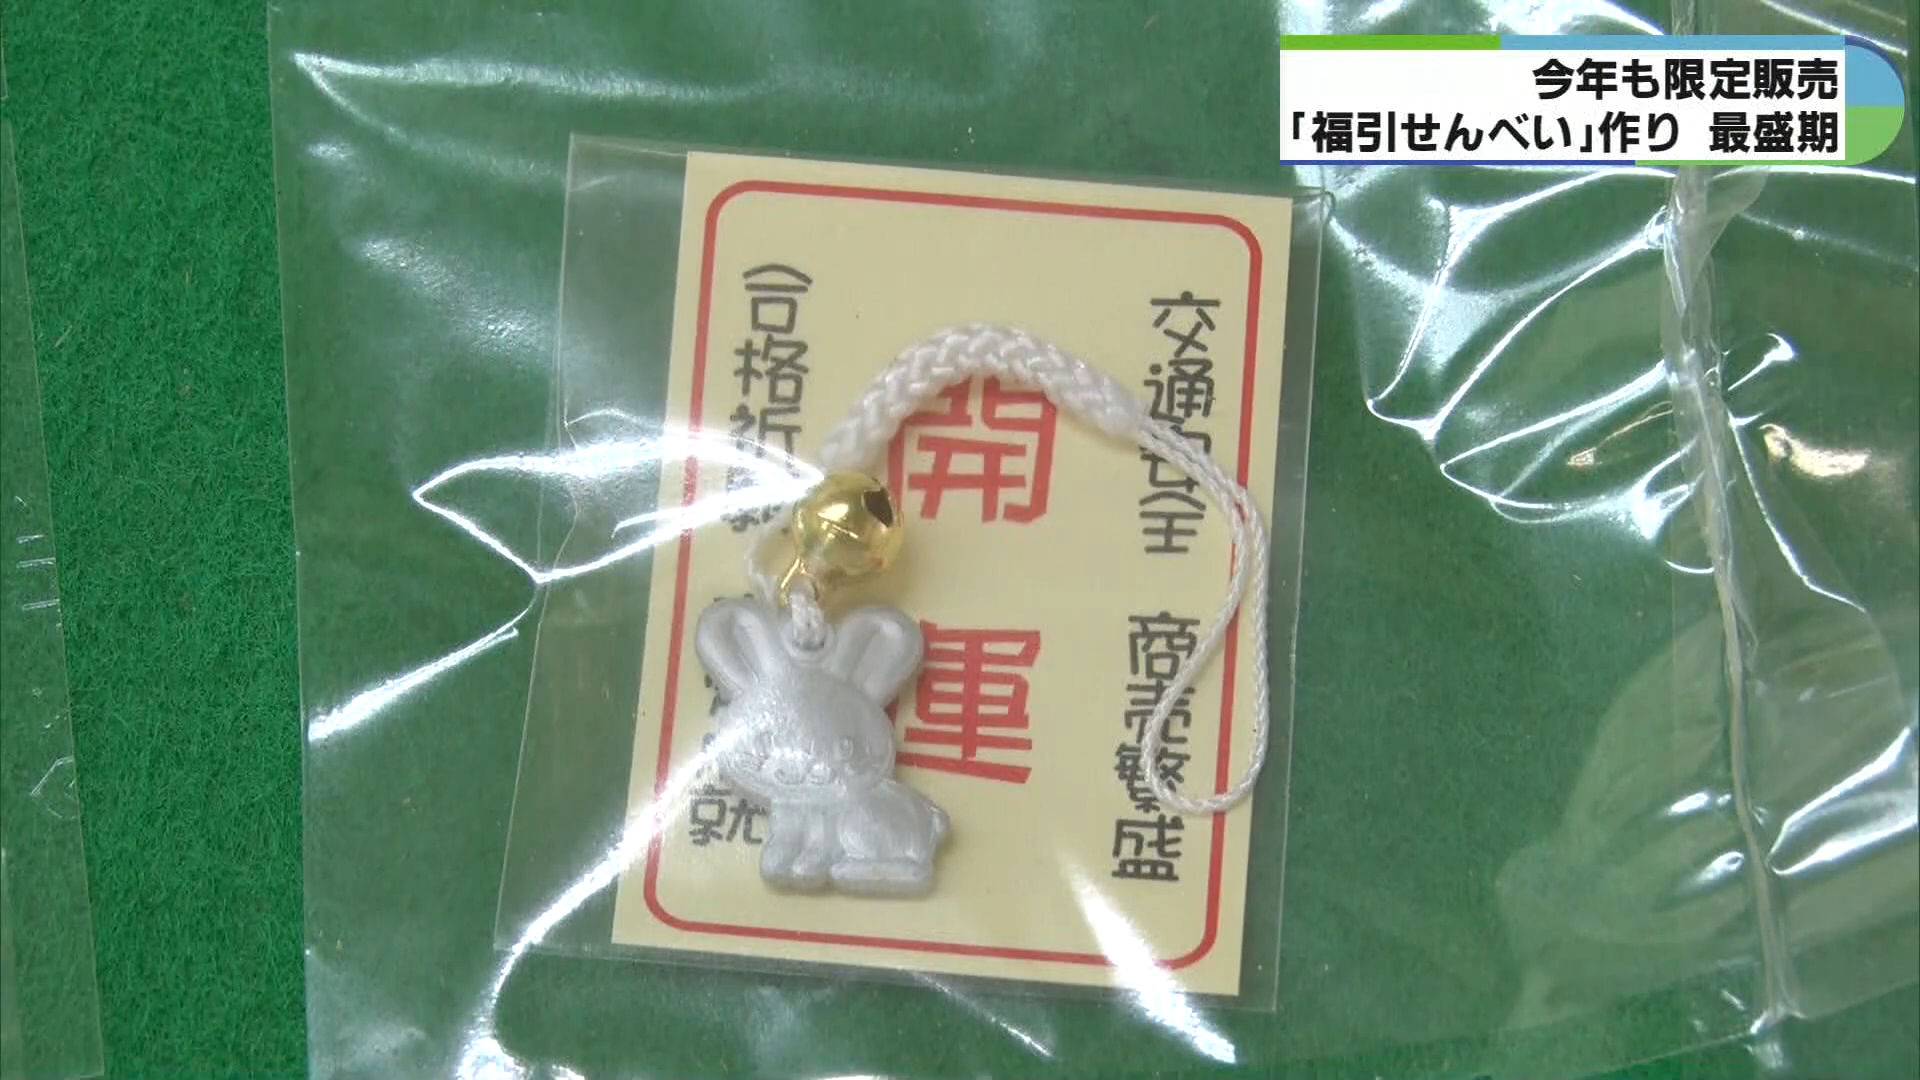 今年も限定販売
「福引せんべい」作り 最盛期
交通安全 商売繁盛
開運
合格祈願
就